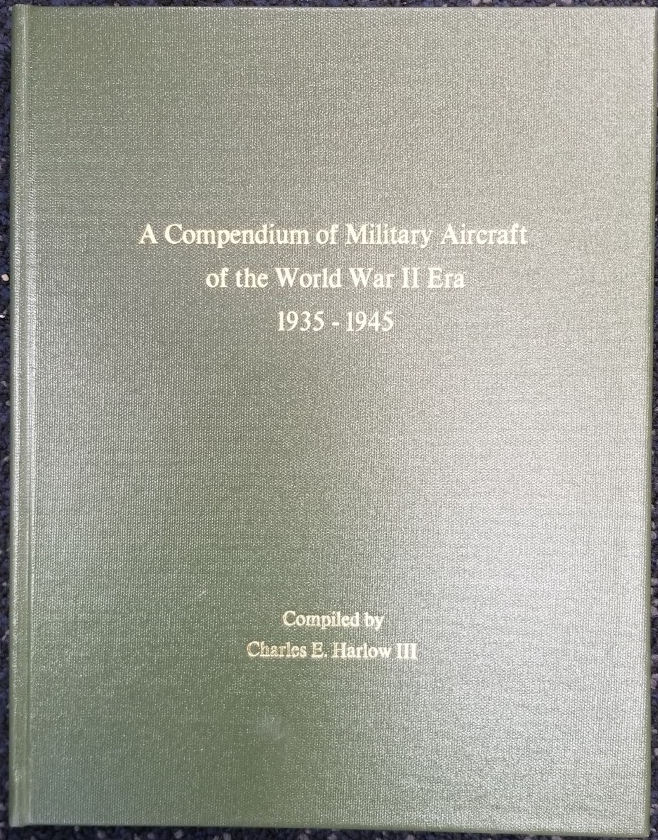 A Compendium of Military Aircraft
of the World War II Era
1935 - 1945
Compiled by
Charles E. Harlow III